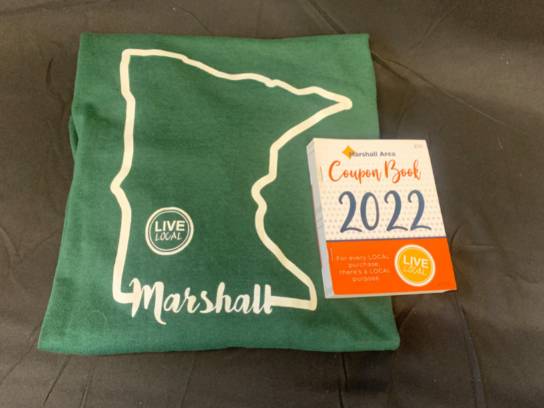 LIVE
LOCAL
Marshall
Marshall Area
Coupon Book
2022
For every LOCAL
purchase,
there's a LOCAL
purpose.
LIVE
LOCAL